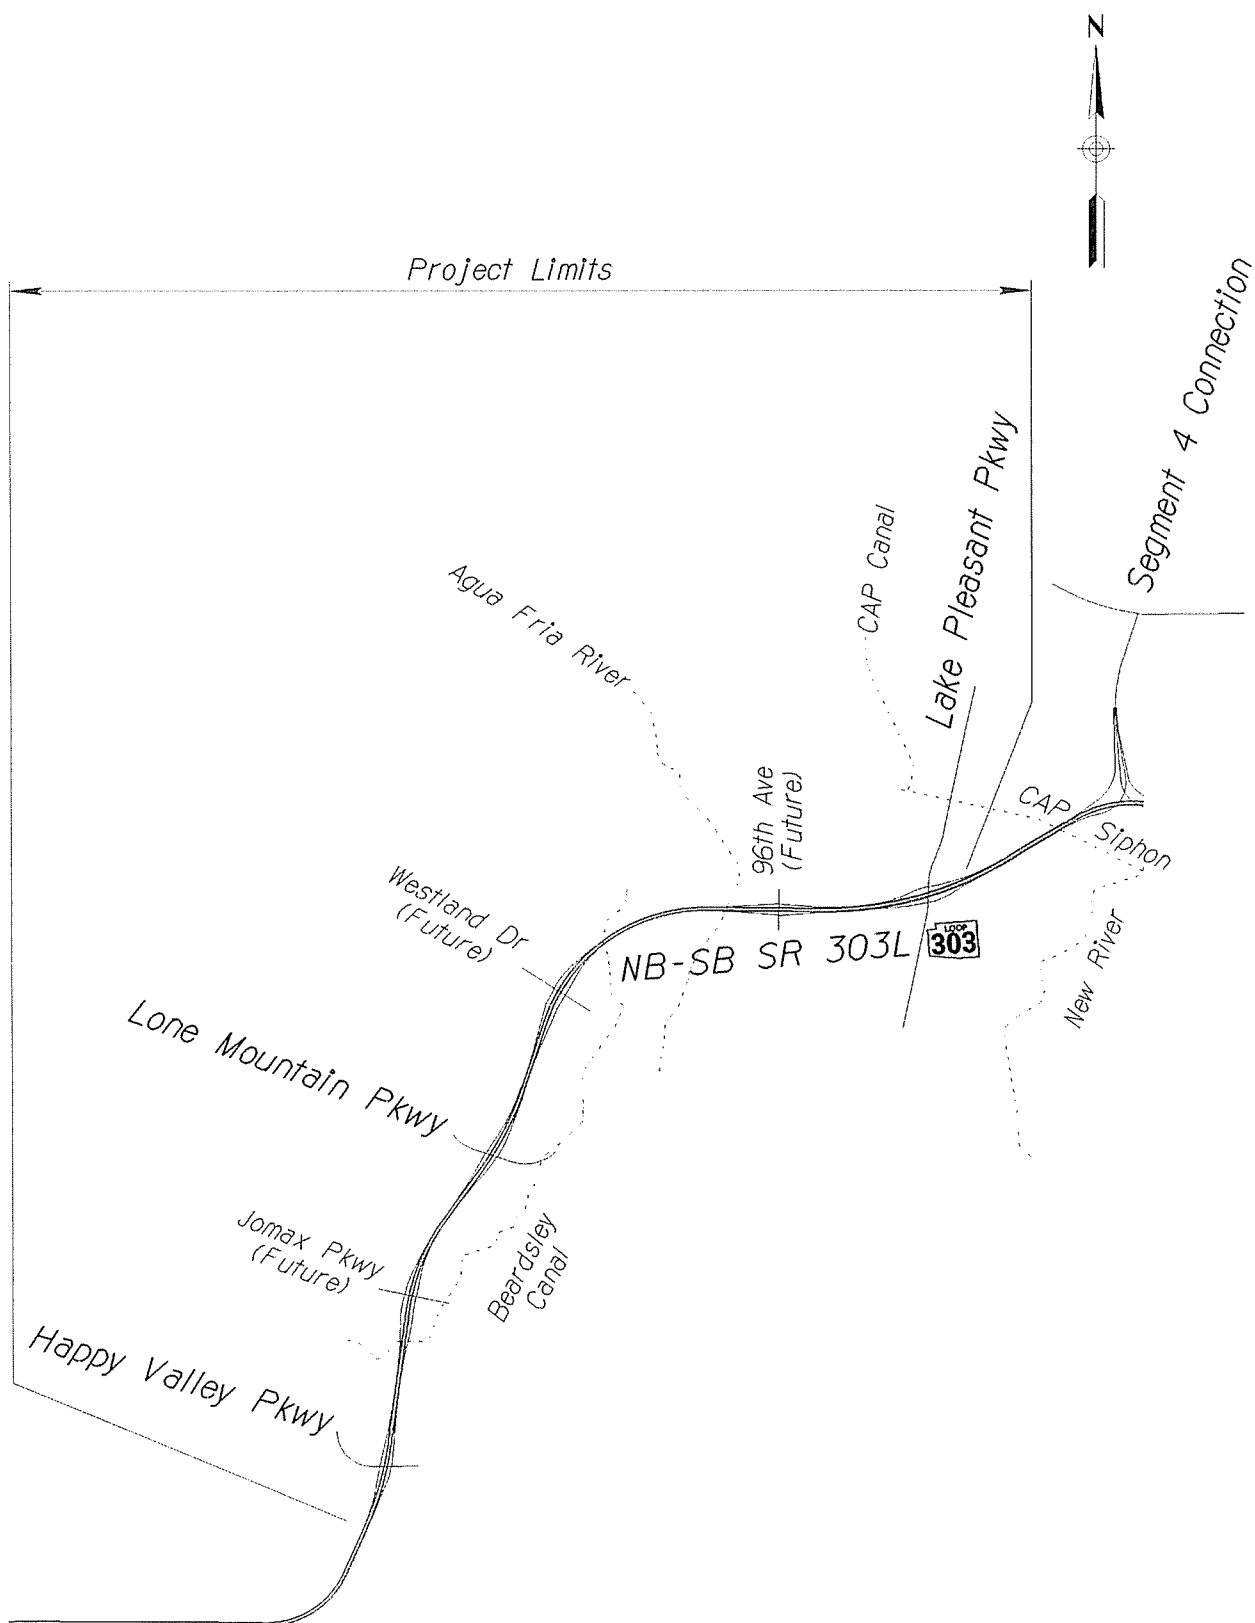 N
Project Limits
Segment 4 Connection
Lake Pleasant Pkwy
CAP Canal
Agua Fria River
96th Ave
(Future)
CAP Siphon
Westland Dr
(Future)
NB-SB SR 303L
LOOP
303
New River
Lone Mountain Pkwy
Jomax Pkwy
(Future)
Beardsley
Canal
Happy Valley Pkwy